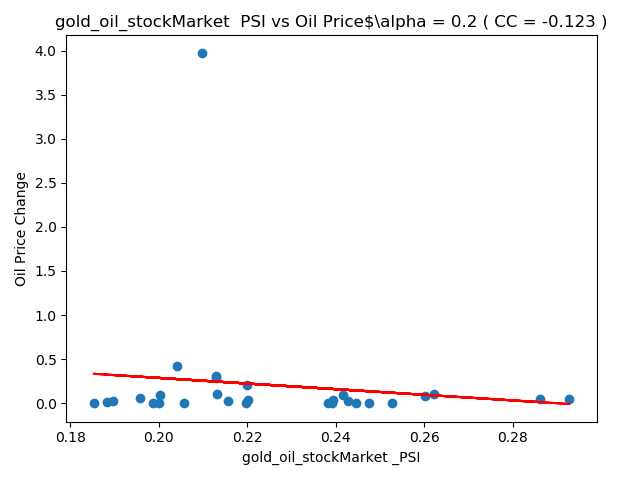 gold_oil_stockMarket  PSI vs Oil Price$\alpha = 0.2 ( CC = -0.123 )
4.0
3.5
3.0
2.5
2.0
1.5
1.0
0.5
0.0
Oil Price Change
0.18 0.20 0.22 0.24 0.26 0.28
gold_oil_stockMarket _PSI